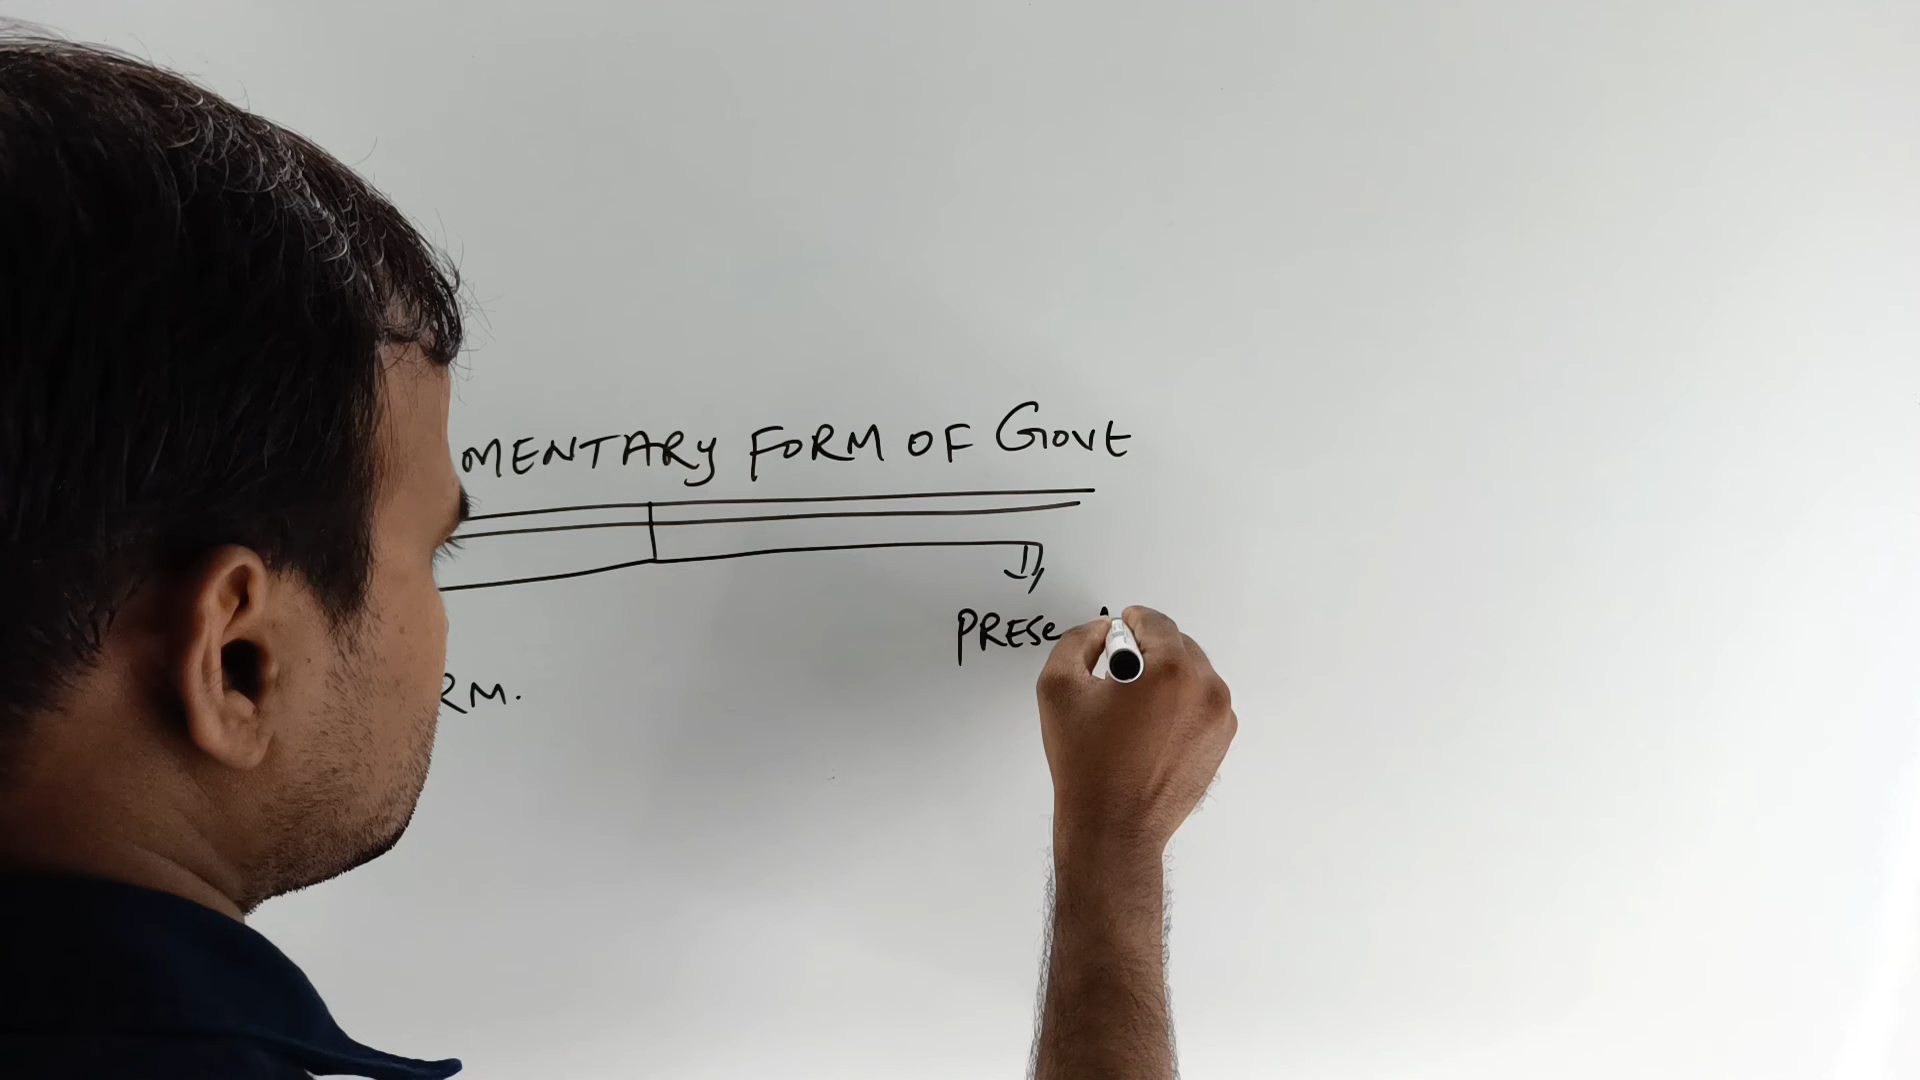 MENTARY FORM OF Govt
PRESe
RM.